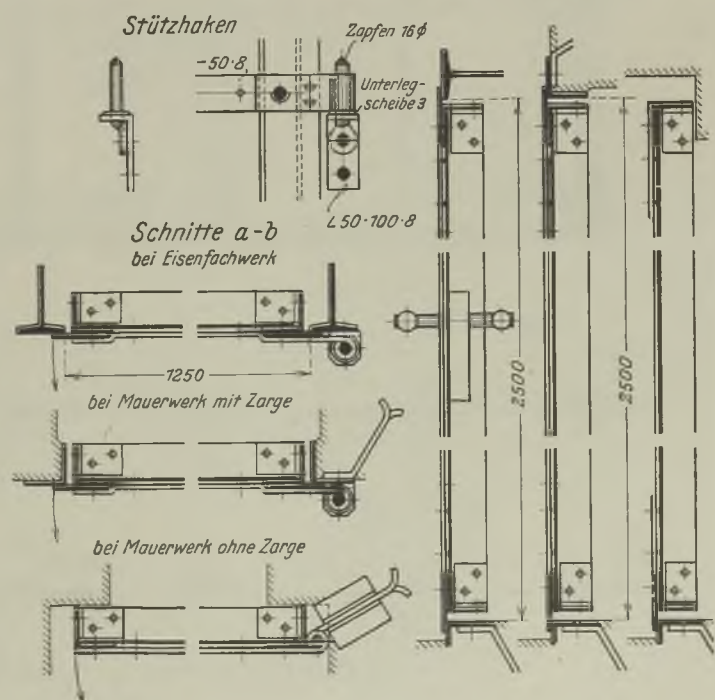 Stützhaken
Zapfen 16ϕ
-50·8
Unterleg-
scheibe 3
L50·100·8
Schnitte a-b
bei Eisenfachwerk
1250
bei Mauerwerk mit Zarge
bei Mauerwerk ohne Zarge
2500
2500